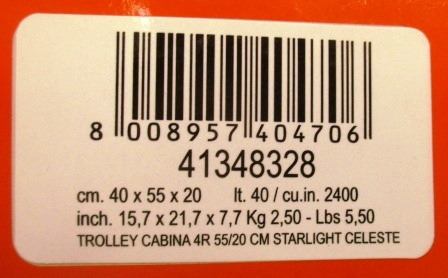 8 008957 404706
41348328
cm. 40 x 55 x 20 lt. 40 / cu.in. 2400
inch. 15,7 x 21,7 x 7,7 Kg 2,50 - Lbs 5,50
TROLLEY CABINA 4R 55/20 CM STARLIGHT CELESTE